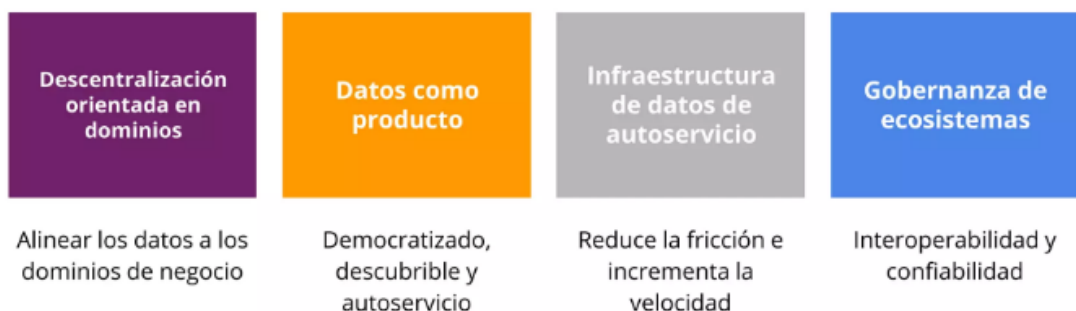 Descentralización
orientada en
dominios
Datos como
producto
Infraestructura
de datos de
autoservicio
Gobernanza de
ecosistemas
Alinear los datos a los
dominios de negocio
Democratizado,
descubrible y
autoservicio
Reduce la fricción e
incrementa la
velocidad
Interoperabilidad y
confiabilidad